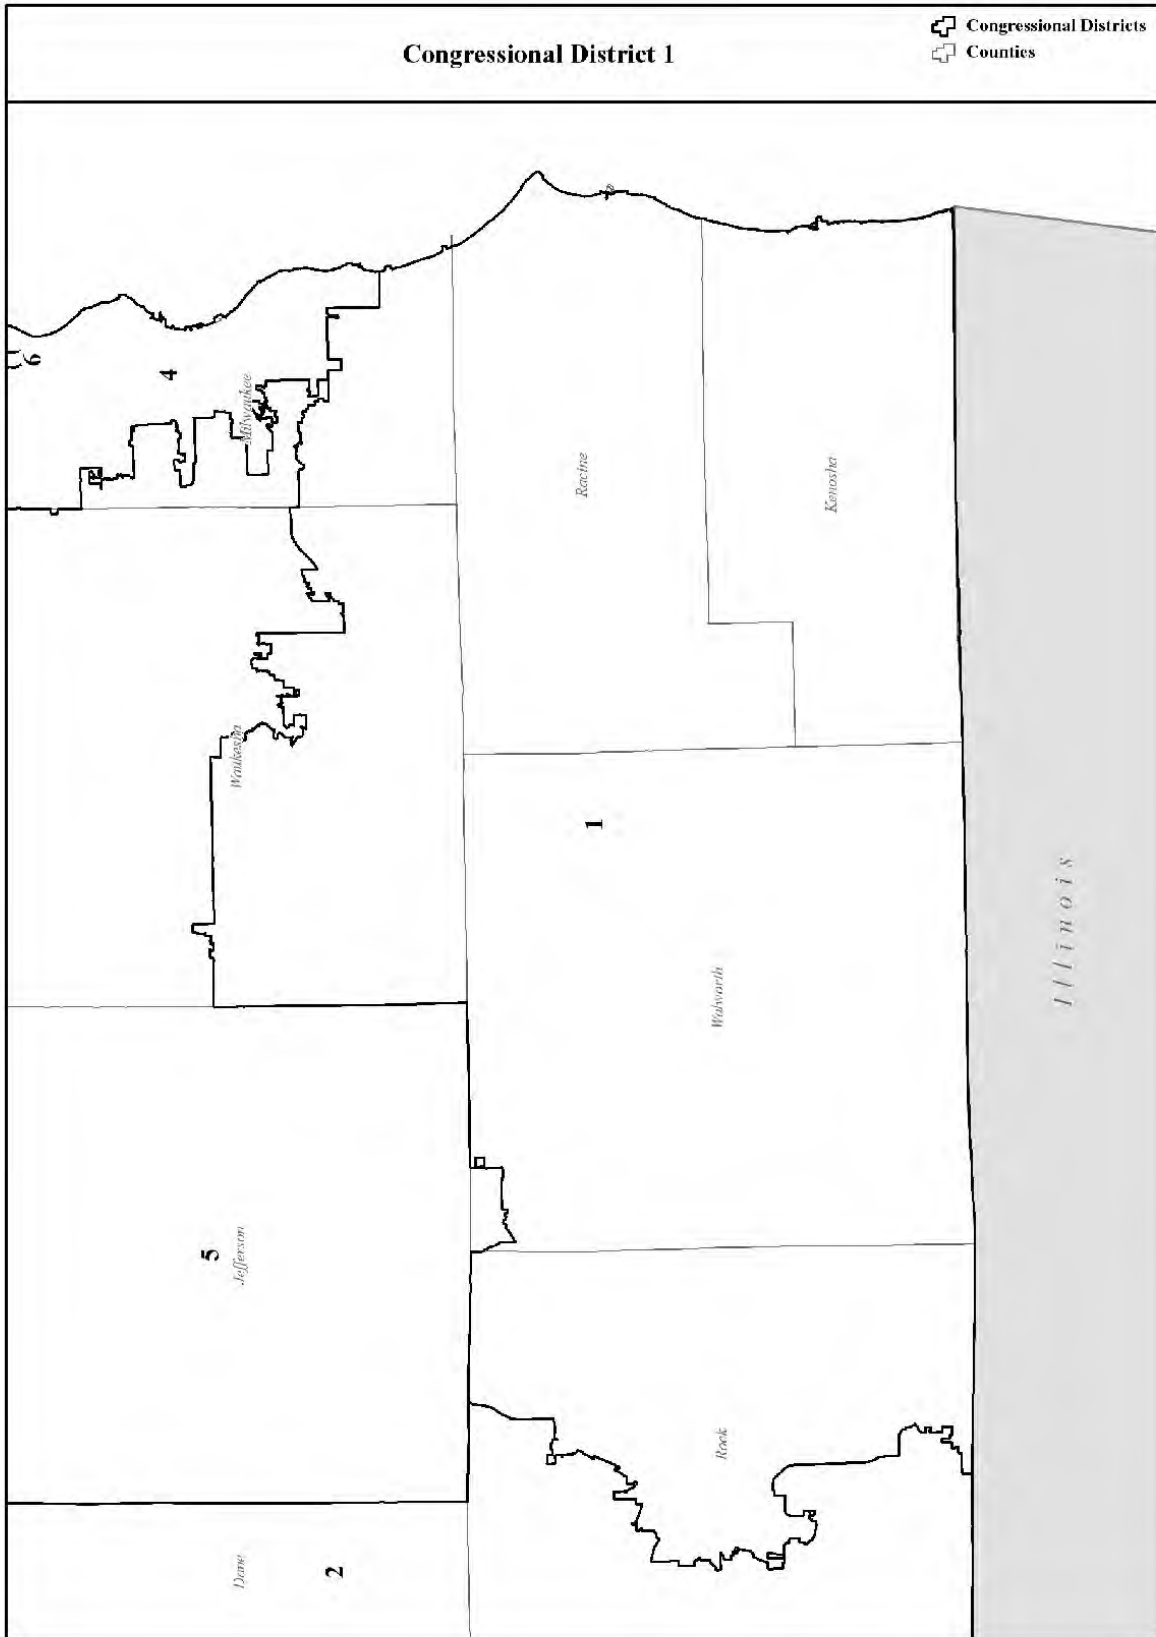 Congressional District 1
Congressional Districts
Counties
6
4
Milwaukee
Racine
Kenosha
Waukesha
1
Walworth
Illinois
5
Jefferson
Rock
Dane
2